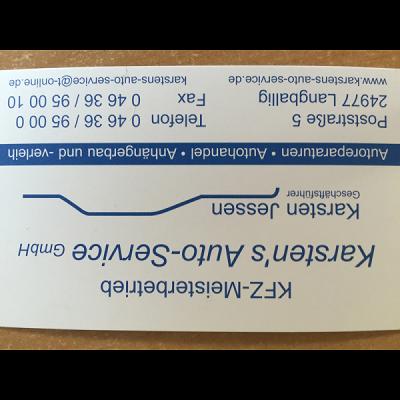 KFZ-Meisterbetrieb
Karsten's Auto-Service GmbH
Karsten Jessen
Geschäftsführer
Autoreparaturen • Autohandel • Anhängerbau und -verleih
Poststraße 5 Telefon 0 46 36 / 95 00 0
24977 Langballig Fax 0 46 36 / 95 00 10
www.karstens-auto-service.de karstens-auto-service@t-online.de